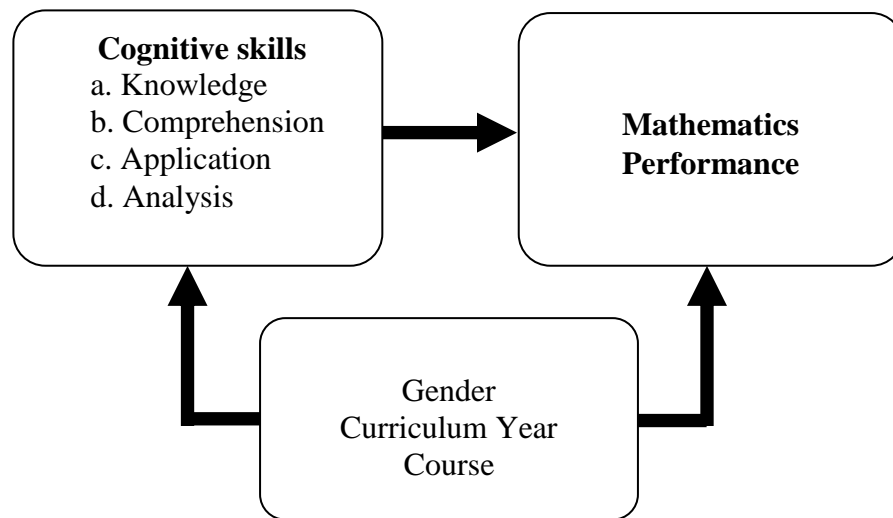 Cognitive skills
a. Knowledge
b. Comprehension
c. Application
d. Analysis
Mathematics
Performance
Gender
Curriculum Year
Course